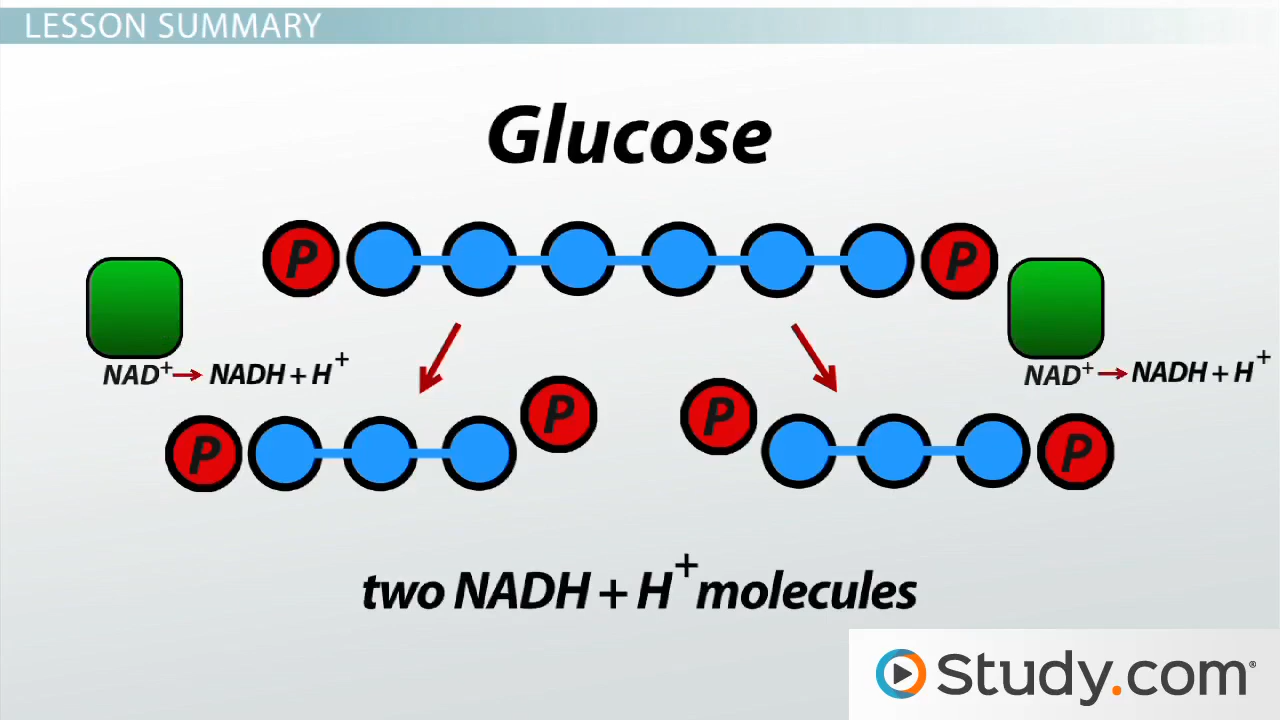 LESSON SUMMARY
Glucose
P P
NAD⁺ → NADH + H⁺
NAD⁺ → NADH + H⁺
P P
P P
two NADH + H⁺ molecules
Study.com®